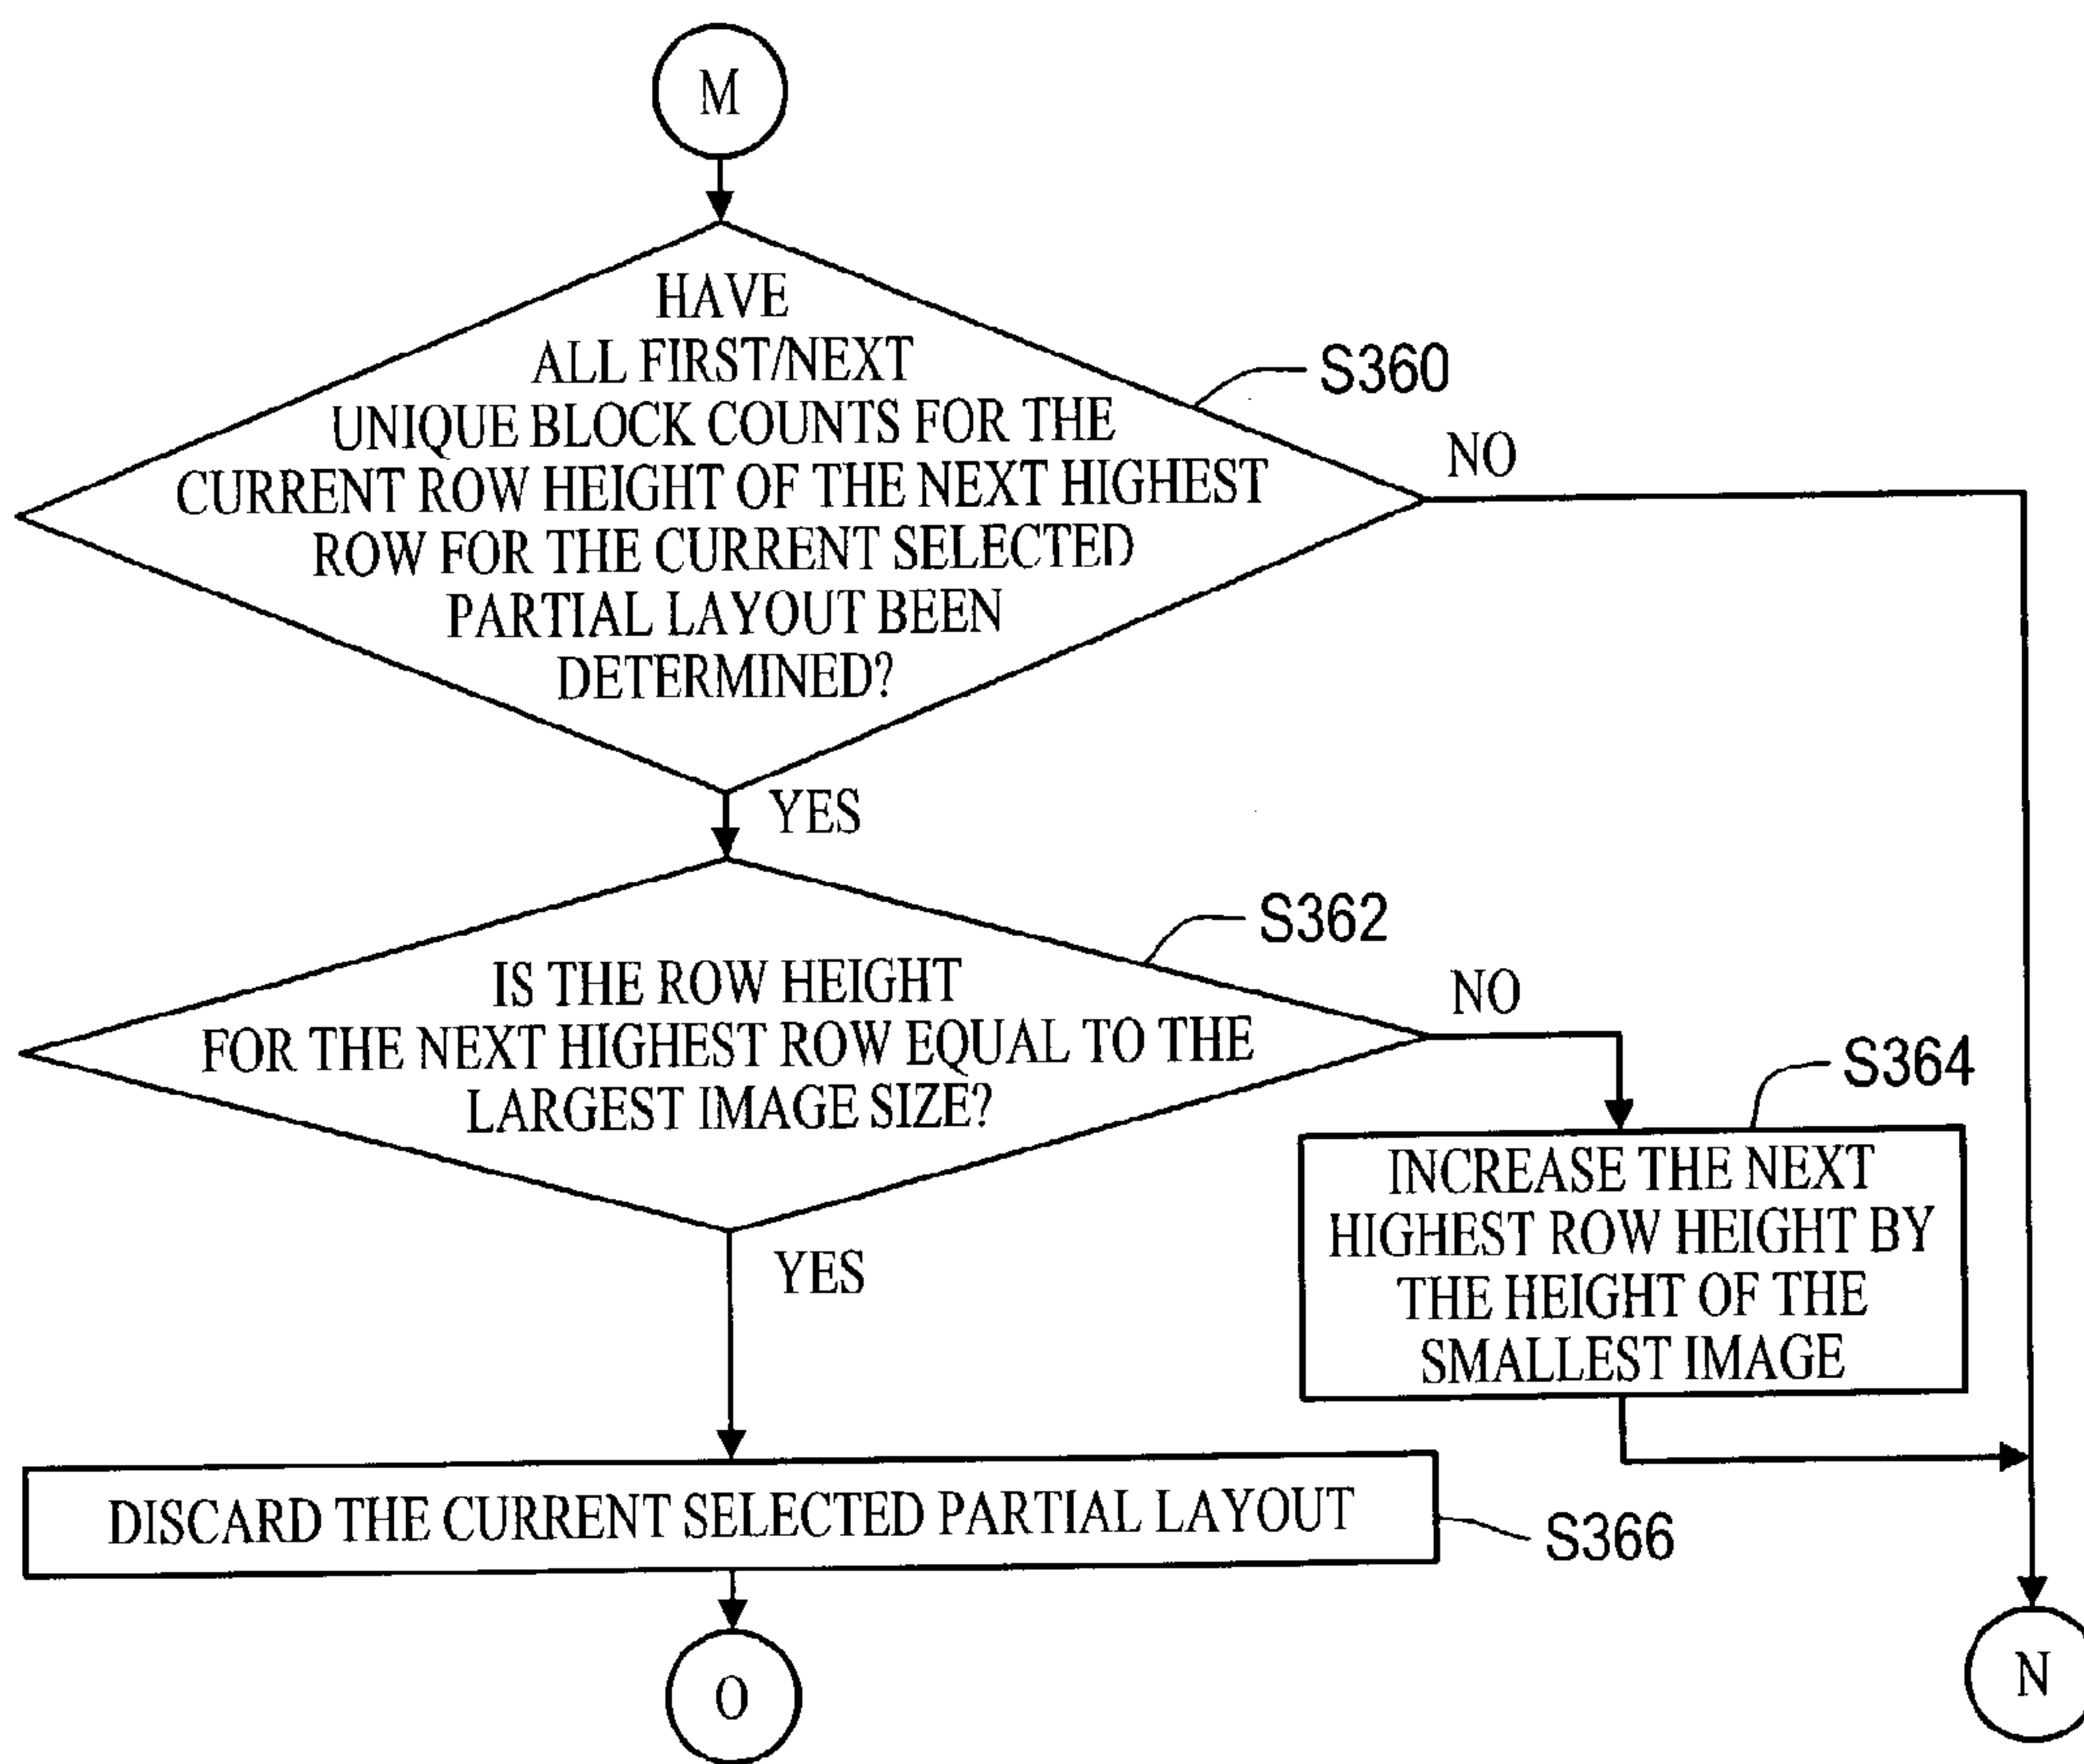 M
HAVE
ALL FIRST/NEXT
UNIQUE BLOCK COUNTS FOR THE
CURRENT ROW HEIGHT OF THE NEXT HIGHEST
ROW FOR THE CURRENT SELECTED
PARTIAL LAYOUT BEEN
DETERMINED?
S360
NO
YES
IS THE ROW HEIGHT
FOR THE NEXT HIGHEST ROW EQUAL TO THE
LARGEST IMAGE SIZE?
S362
NO
S364
INCREASE THE NEXT
HIGHEST ROW HEIGHT BY
THE HEIGHT OF THE
SMALLEST IMAGE
YES
DISCARD THE CURRENT SELECTED PARTIAL LAYOUT
S366
O
N